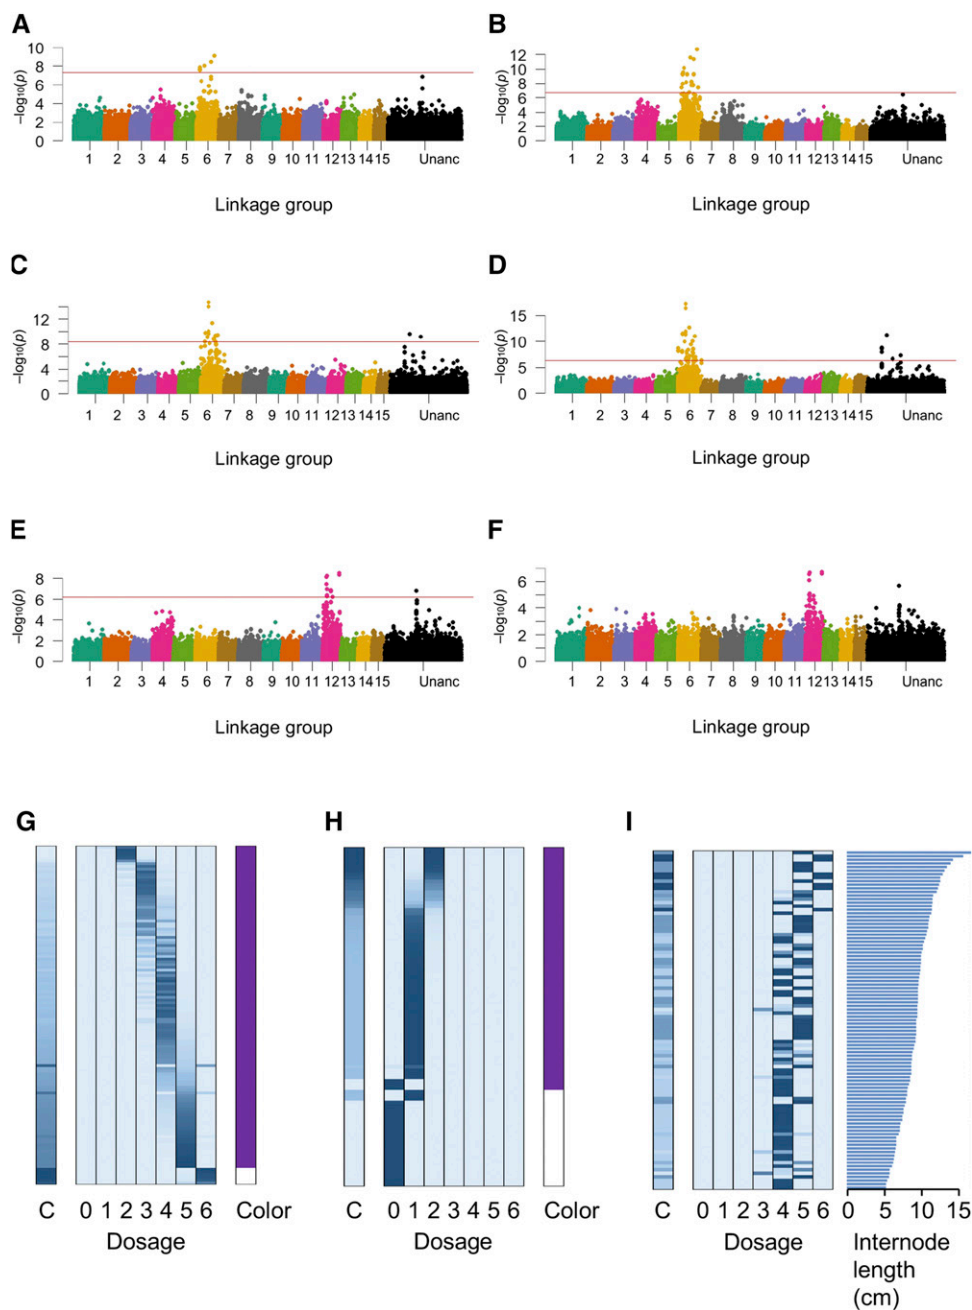 A
−log₁₀(p)
10
8
6
4
2
0
1 2 3 4 5 6 7 8 9 10 11 12 13 14 15 Unanc
Linkage group
B
−log₁₀(p)
12
10
8
6
4
2
0
1 2 3 4 5 6 7 8 9 10 11 12 13 14 15 Unanc
Linkage group
C
−log₁₀(p)
12
8
4
0
1 2 3 4 5 6 7 8 9 10 11 12 13 14 15 Unanc
Linkage group
D
−log₁₀(p)
15
10
5
0
1 2 3 4 5 6 7 8 9 10 11 12 13 14 15 Unanc
Linkage group
E
−log₁₀(p)
8
6
4
2
0
1 2 3 4 5 6 7 8 9 10 11 12 13 14 15 Unanc
Linkage group
F
−log₁₀(p)
6
4
2
0
1 2 3 4 5 6 7 8 9 10 11 12 13 14 15 Unanc
Linkage group
G
C 0 1 2 3 4 5 6 Color
Dosage
H
C 0 1 2 3 4 5 6 Color
Dosage
I
C 0 1 2 3 4 5 6
Dosage
0 5 10 15
Internode
length
(cm)